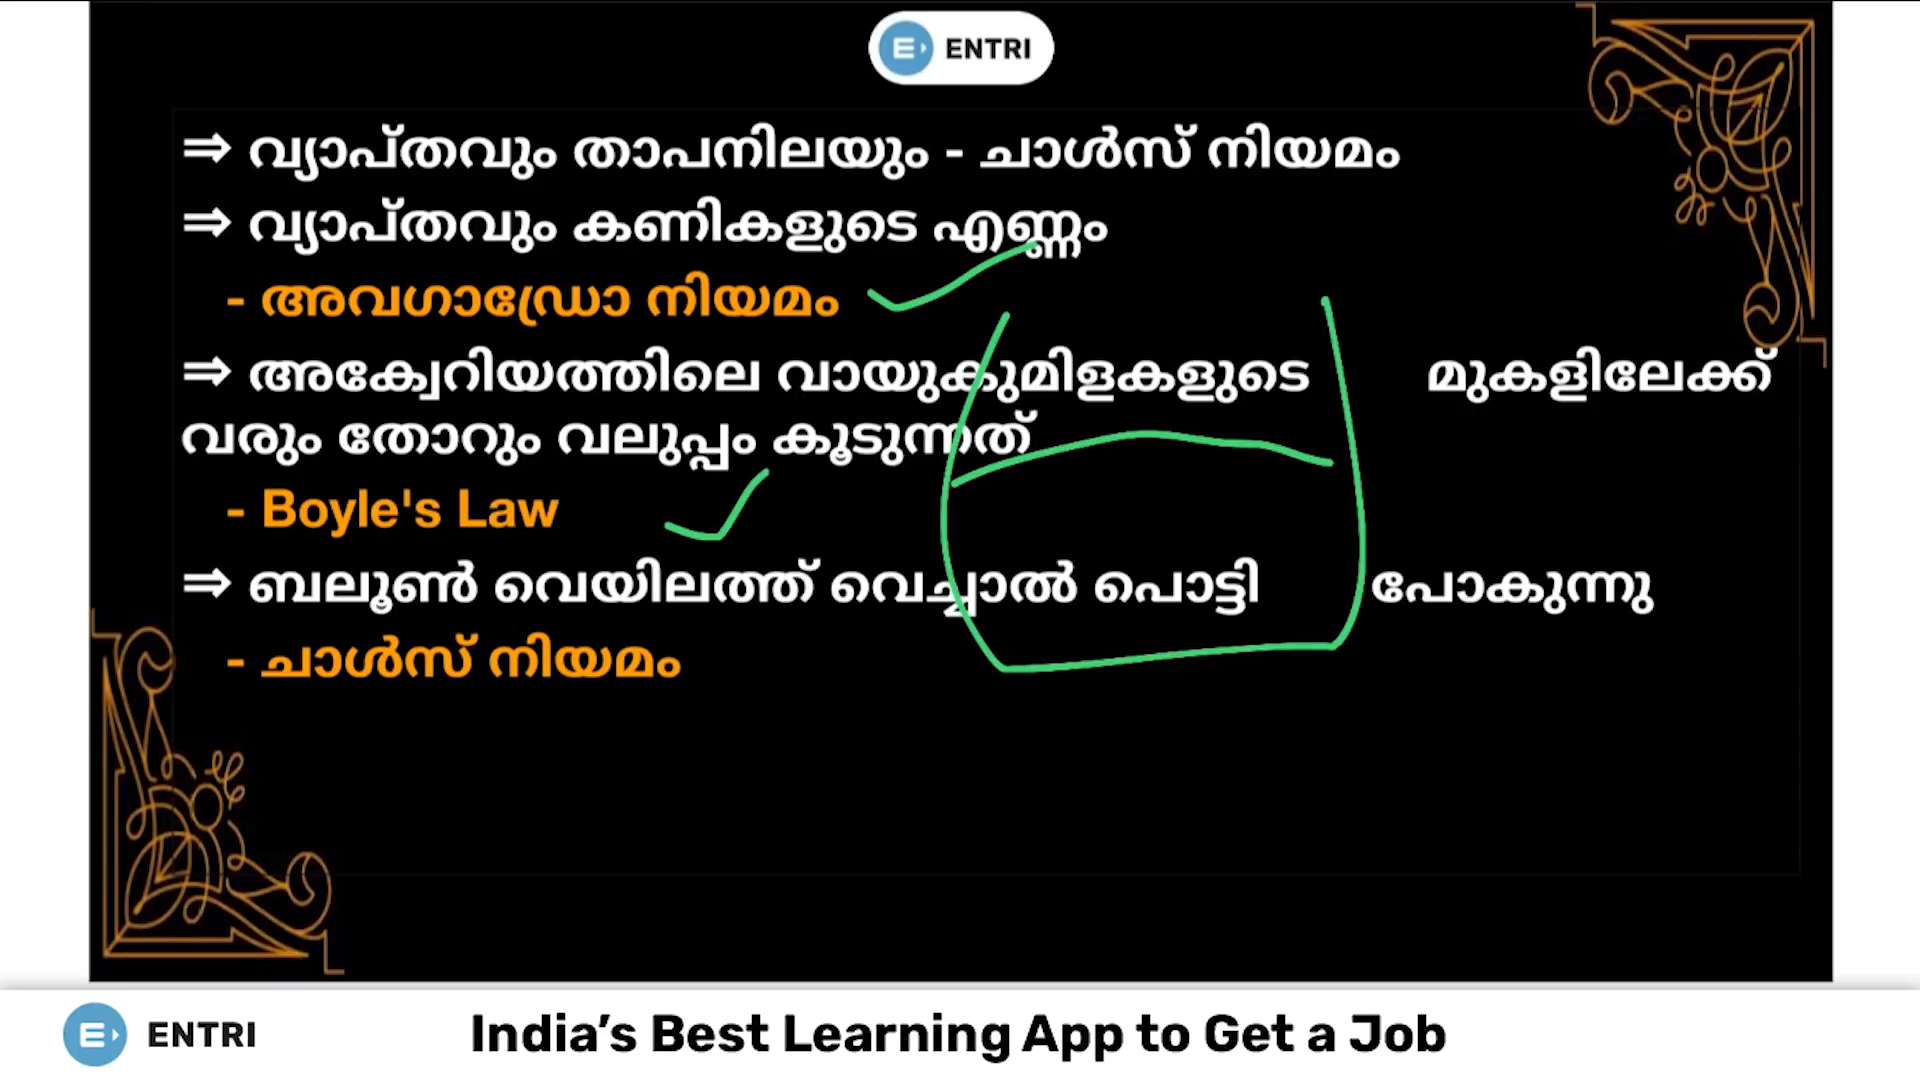 ENTRI
⇒ വ്യാപ്തവും താപനിലയും - ചാൾസ് നിയമം
⇒ വ്യാപ്തവും കണികളുടെ എണ്ണം
- അവഗാഡ്രോ നിയമം
⇒ അക്വേറിയത്തിലെ വായുകുമിളകളുടെ മുകളിലേക്ക്
വരും തോറും വലുപ്പം കൂടുന്നത്
- Boyle's Law
⇒ ബലൂൺ വെയിലത്ത് വെച്ചാൽ പൊട്ടി പോകുന്നു
- ചാൾസ് നിയമം
ENTRI India's Best Learning App to Get a Job